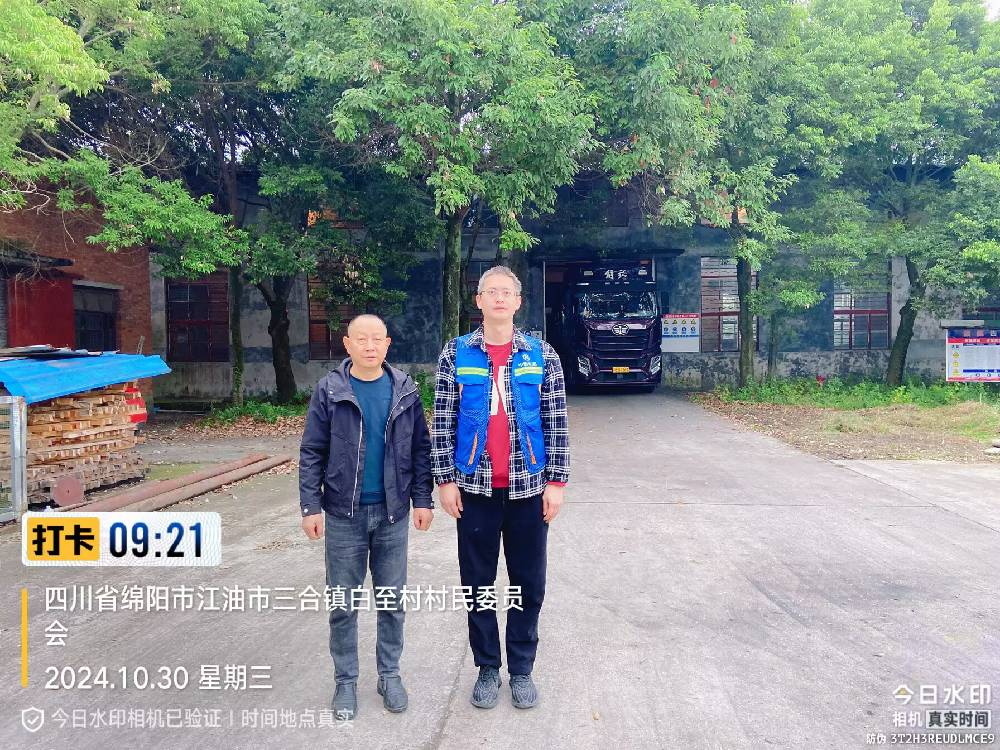 打卡 09:21
四川省绵阳市江油市三合镇白至村村民委员
会
2024.10.30 星期三
今日水印相机已验证 | 时间地点真实
今日水印
相机 真实时间
防伪 3T2H3REUDLMCE9